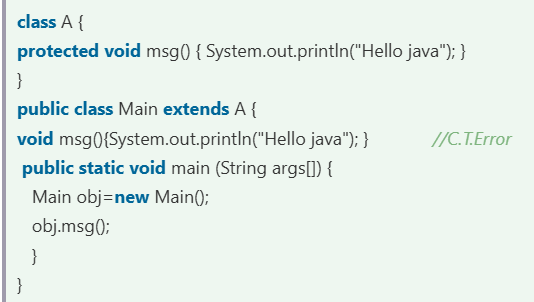 class A {
protected void msg() { System.out.println("Hello java"); }
}
public class Main extends A {
void msg(){System.out.println("Hello java"); } //C.T.Error
public static void main (String args[]) {
Main obj=new Main();
obj.msg();
}
}